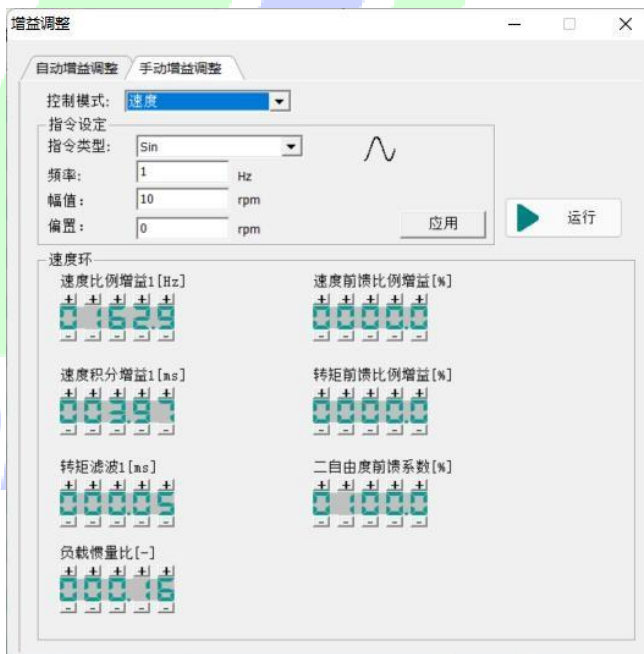 增益调整
自动增益调整 手动增益调整
控制模式: 速度
指令设定
指令类型: Sin
频率: 1 Hz
幅值: 10 rpm
偏置: 0 rpm
应用
运行
速度环
速度比例增益1[Hz] 速度前馈比例增益[%]
+ + + + + + + + + +
0162.9 0000.0
- - - - - - - - - -
速度积分增益1[ms] 转矩前馈比例增益[%]
+ + + + + + + + + +
003.97 0000.0
- - - - - - - - - -
转矩滤波1[ms] 二自由度前馈系数[%]
+ + + + + + + + + +
000.05 0100.0
- - - - - - - - - -
负载惯量比[-]
+ + + + +
000.16
- - - - -